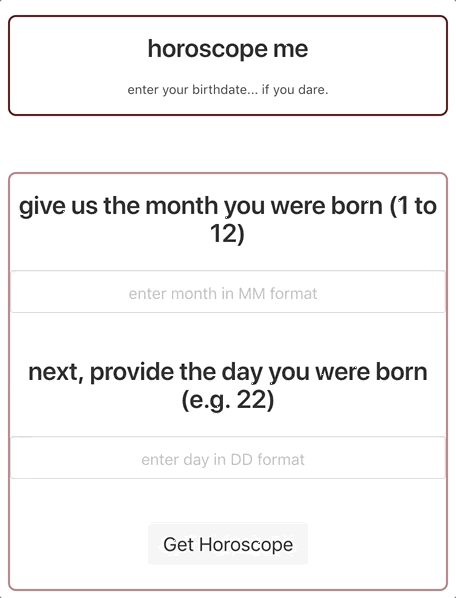 horoscope me
enter your birthdate... if you dare.
give us the month you were born (1 to
12)
enter month in MM format
next, provide the day you were born
(e.g. 22)
enter day in DD format
Get Horoscope